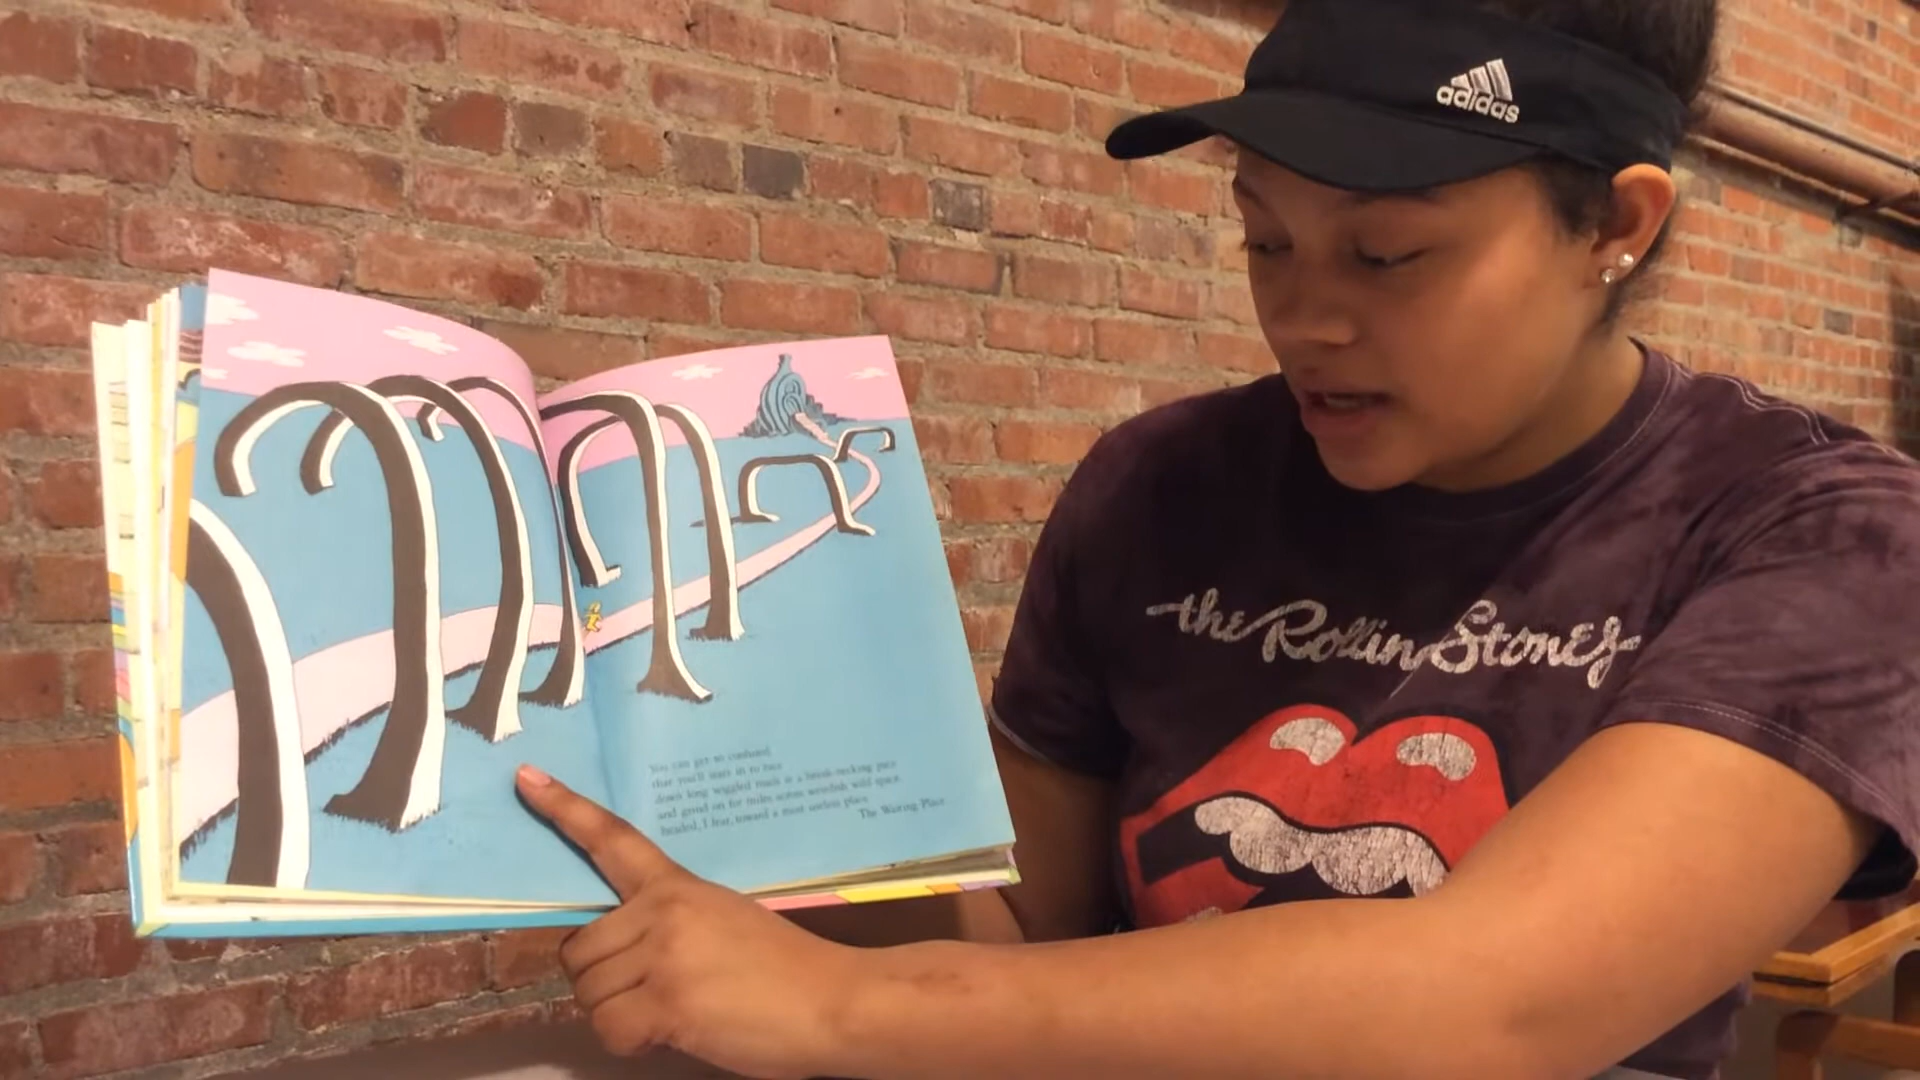 adidas
the Rolling Stones
You can get so confused
that you'll start in to race
down long wiggled roads at a break-necking pace
and grind on for miles across weirdish wild space,
headed, I fear, toward a most useless place.
The Waiting Place...